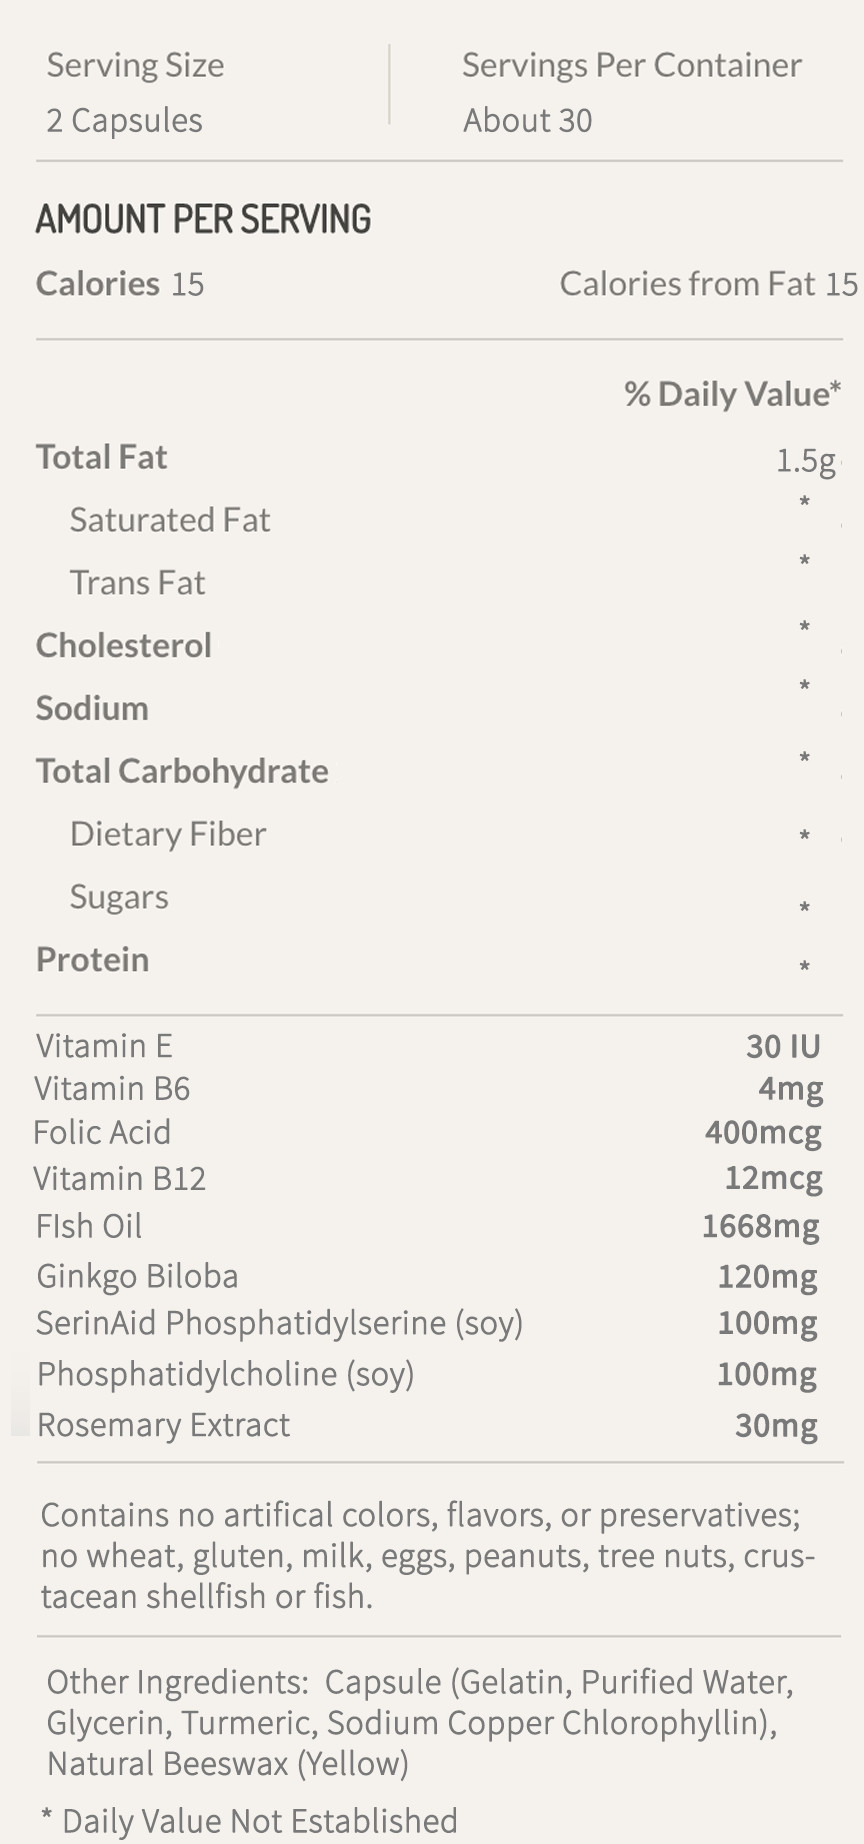 Serving Size
Servings Per Container
2 Capsules
About 30
AMOUNT PER SERVING
Calories 15
Calories from Fat 15
% Daily Value*
Total Fat 1.5g
Saturated Fat *
Trans Fat *
Cholesterol *
Sodium *
Total Carbohydrate *
Dietary Fiber *
Sugars *
Protein *
Vitamin E 30 IU
Vitamin B6 4mg
Folic Acid 400mcg
Vitamin B12 12mcg
FIsh Oil 1668mg
Ginkgo Biloba 120mg
SerinAid Phosphatidylserine (soy) 100mg
Phosphatidylcholine (soy) 100mg
Rosemary Extract 30mg
Contains no artifical colors, flavors, or preservatives;
no wheat, gluten, milk, eggs, peanuts, tree nuts, crus-
tacean shellfish or fish.
Other Ingredients: Capsule (Gelatin, Purified Water,
Glycerin, Turmeric, Sodium Copper Chlorophyllin),
Natural Beeswax (Yellow)
* Daily Value Not Established